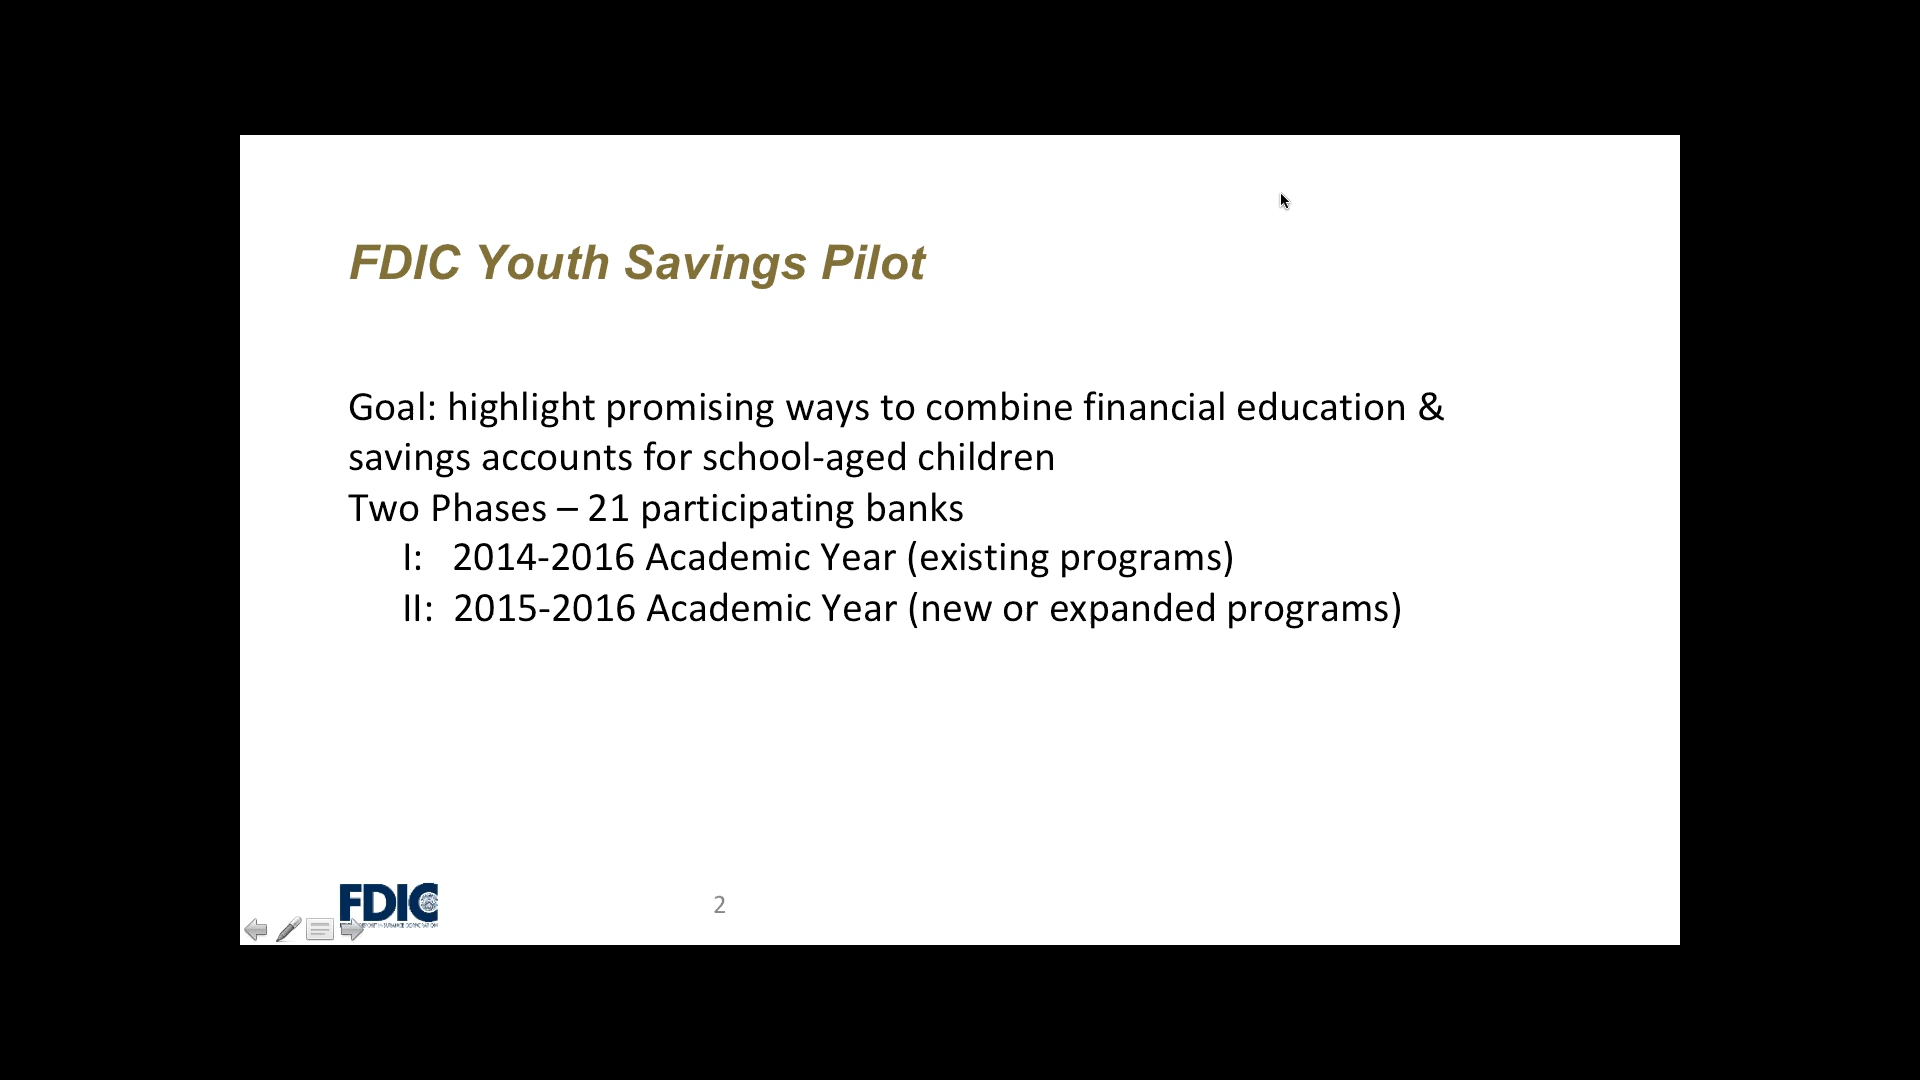 FDIC Youth Savings Pilot
Goal: highlight promising ways to combine financial education &
savings accounts for school-aged children
Two Phases – 21 participating banks
I: 2014-2016 Academic Year (existing programs)
II: 2015-2016 Academic Year (new or expanded programs)
FDIC
2